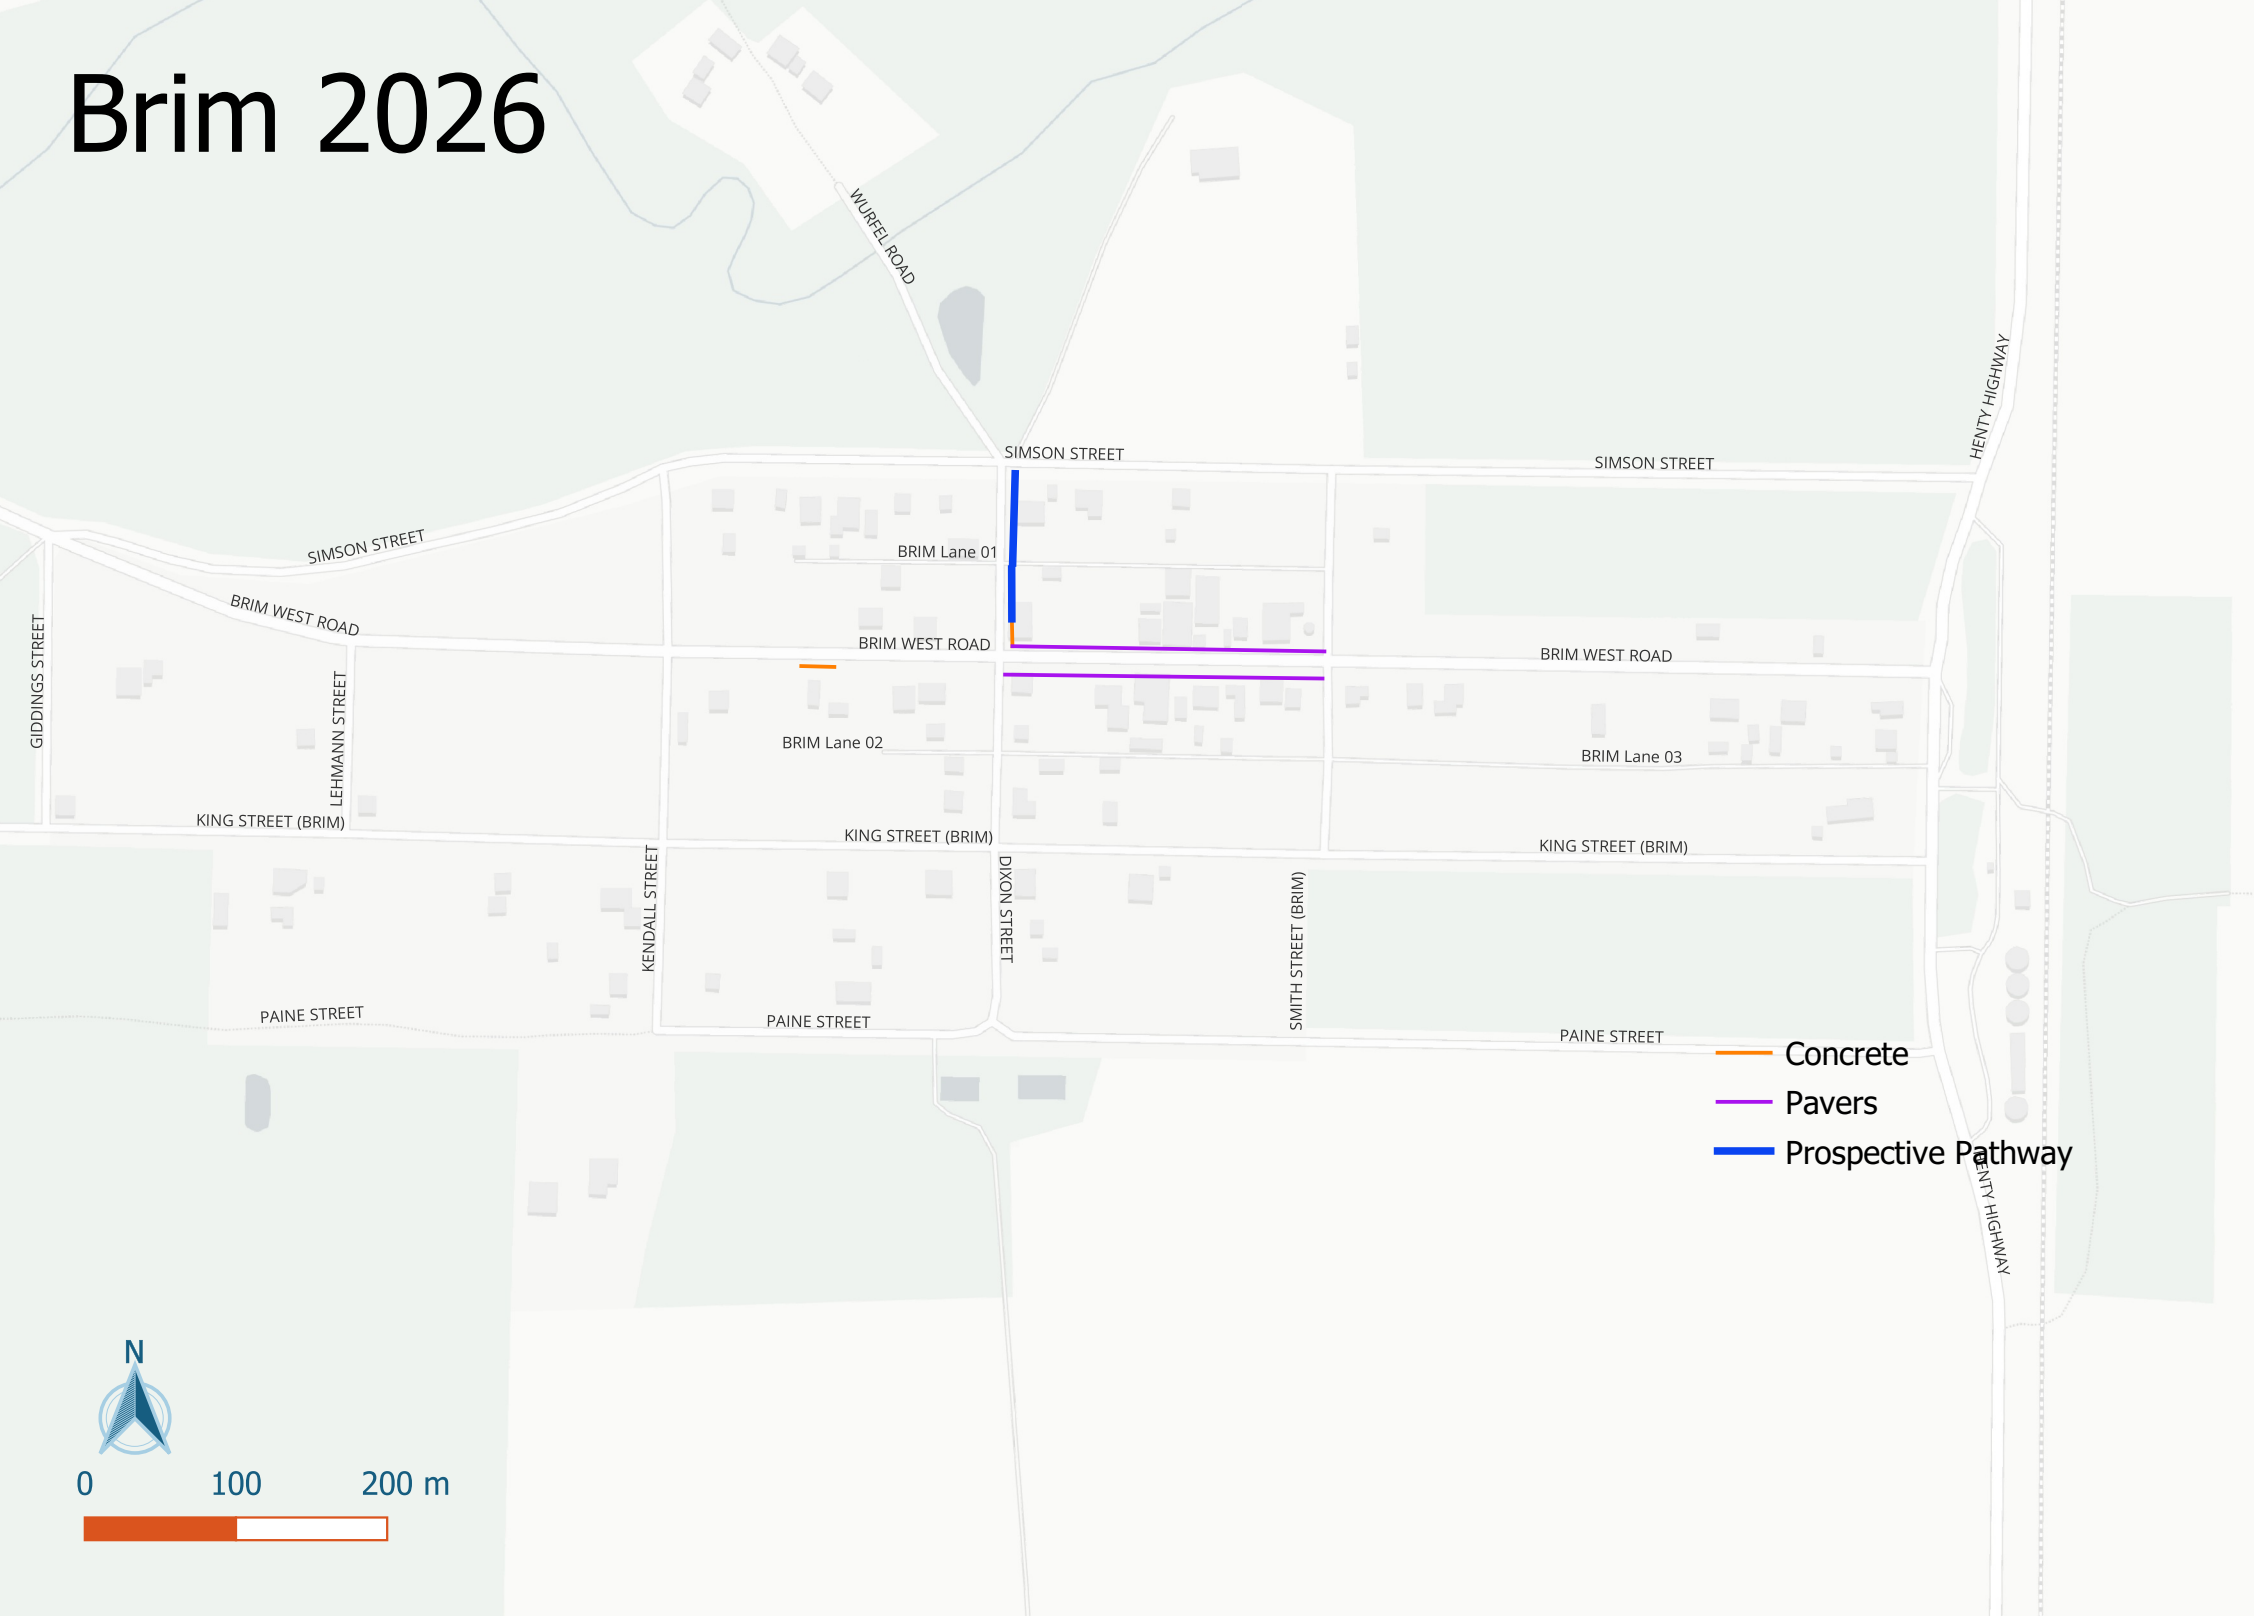 Brim 2026
WURFEL ROAD
HENTY HIGHWAY
SIMSON STREET
SIMSON STREET
SIMSON STREET
BRIM Lane 01
BRIM WEST ROAD
BRIM WEST ROAD
BRIM WEST ROAD
GIDDINGS STREET
LEHMANN STREET
BRIM Lane 02
BRIM Lane 03
KING STREET (BRIM)
KING STREET (BRIM)
KING STREET (BRIM)
KENDALL STREET
DIXON STREET
SMITH STREET (BRIM)
PAINE STREET
PAINE STREET
PAINE STREET
Concrete
Pavers
Prospective Pathway
HENTY HIGHWAY
N
0 100 200 m